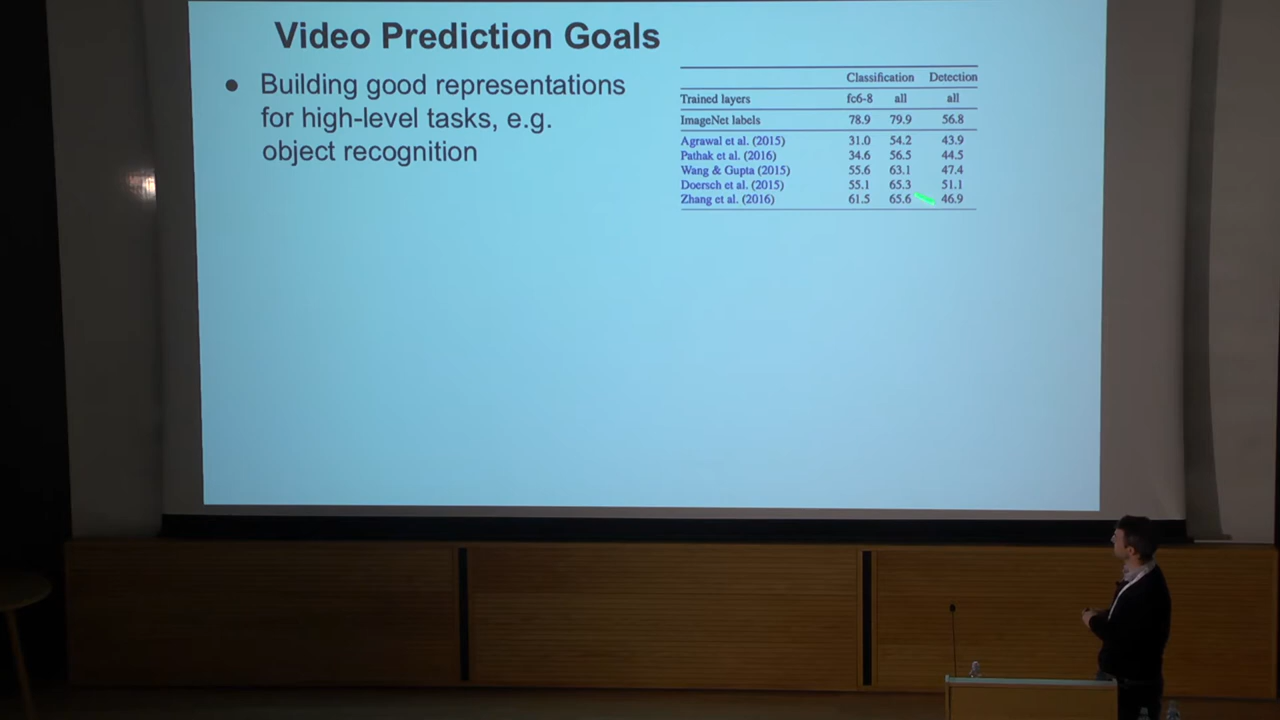 Video Prediction Goals
● Building good representations
for high-level tasks, e.g.
object recognition
Classification Detection
Trained layers fc6-8 all all
ImageNet labels 78.9 79.9 56.8
Agrawal et al. (2015) 31.0 54.2 43.9
Pathak et al. (2016) 34.6 56.5 44.5
Wang & Gupta (2015) 55.6 63.1 47.4
Doersch et al. (2015) 55.1 65.3 51.1
Zhang et al. (2016) 61.5 65.6 46.9